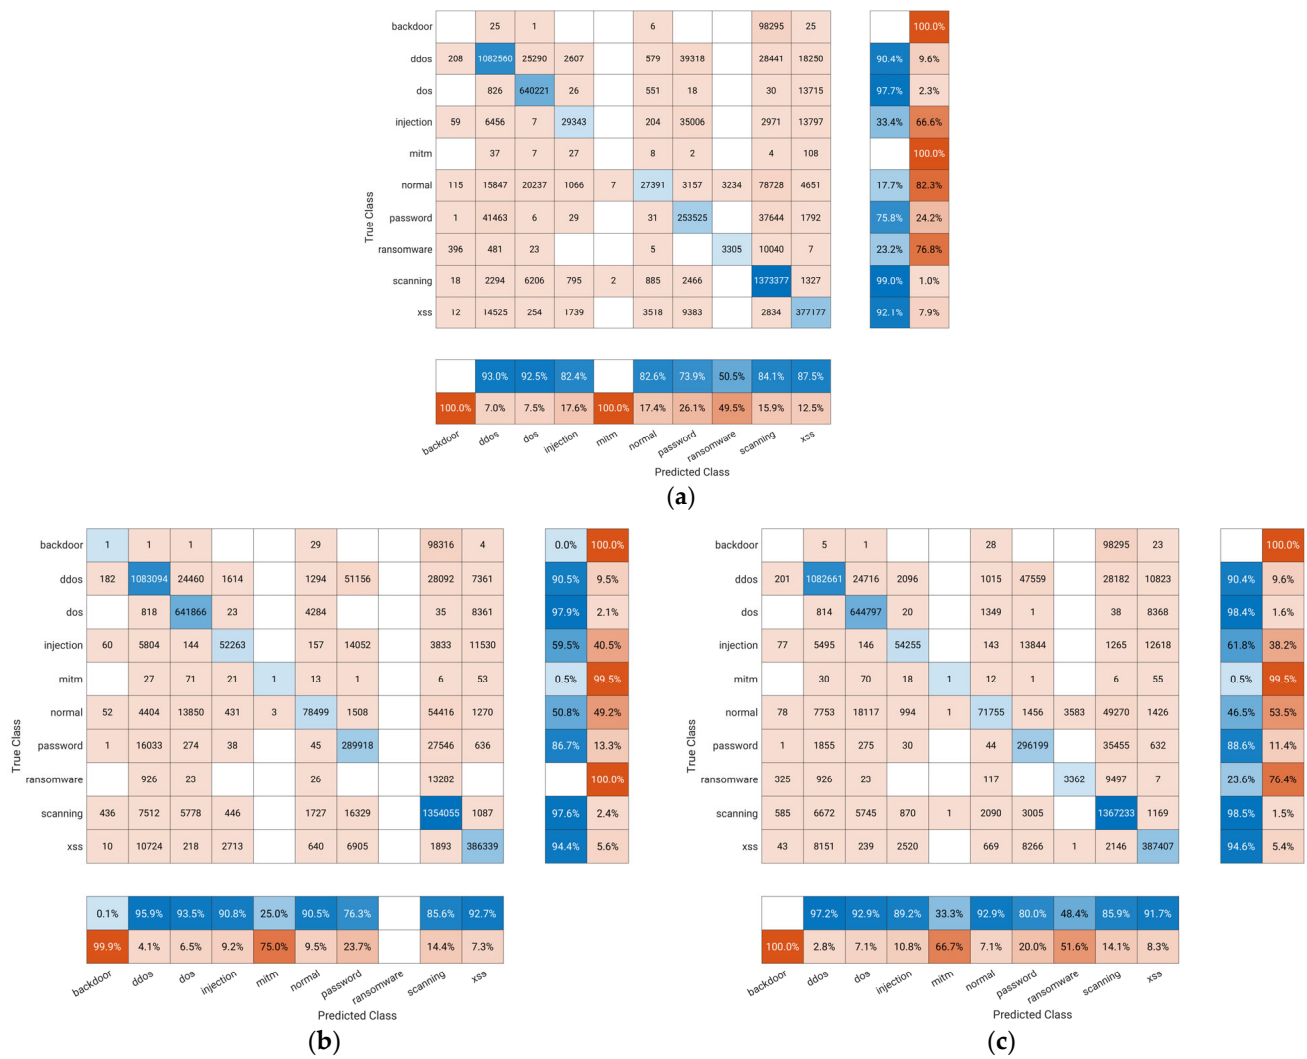 backdoor 25 1 6 98295 25 100.0%
ddos 208 1082560 25290 2607 579 39318 28441 18250 90.4% 9.6%
dos 826 640221 26 551 18 30 13715 97.7% 2.3%
injection 59 6456 7 29343 204 35006 2971 13797 33.4% 66.6%
mitm 37 7 27 8 2 4 108 100.0%
normal 115 15847 20237 1066 7 27391 3157 3234 78728 4651 17.7% 82.3%
password 1 41463 6 29 31 253525 37644 1792 75.8% 24.2%
ransomware 396 481 23 5 3305 10040 7 23.2% 76.8%
scanning 18 2294 6206 795 2 885 2466 1373377 1327 99.0% 1.0%
xss 12 14525 254 1739 3518 9383 2834 377177 92.1% 7.9%
True Class
93.0% 92.5% 82.4% 82.6% 73.9% 50.5% 84.1% 87.5%
100.0% 7.0% 7.5% 17.6% 100.0% 17.4% 26.1% 49.5% 15.9% 12.5%
backdoor ddos dos injection mitm normal password ransomware scanning xss
Predicted Class
(a)
backdoor 1 1 1 29 98316 4 0.0% 100.0%
ddos 182 1083094 24460 1614 1294 51156 28092 7361 90.5% 9.5%
dos 818 641866 23 4284 35 8361 97.9% 2.1%
injection 60 5804 144 52263 157 14052 3833 11530 59.5% 40.5%
mitm 27 71 21 1 13 1 6 53 0.5% 99.5%
normal 52 4404 13850 431 3 78499 1508 54416 1270 50.8% 49.2%
password 1 16033 274 38 45 289918 27546 636 86.7% 13.3%
ransomware 926 23 26 13282 100.0%
scanning 436 7512 5778 446 1727 16329 1354055 1087 97.6% 2.4%
xss 10 10724 218 2713 640 6905 1893 386339 94.4% 5.6%
True Class
0.1% 95.9% 93.5% 90.8% 25.0% 90.5% 76.3% 85.6% 92.7%
99.9% 4.1% 6.5% 9.2% 75.0% 9.5% 23.7% 14.4% 7.3%
backdoor ddos dos injection mitm normal password ransomware scanning xss
Predicted Class
(b)
backdoor 5 1 28 98295 23 100.0%
ddos 201 1082661 24716 2096 1015 47559 28182 10823 90.4% 9.6%
dos 814 644797 20 1349 1 38 8368 98.4% 1.6%
injection 77 5495 146 54255 143 13844 1265 12618 61.8% 38.2%
mitm 30 70 18 1 12 1 6 55 0.5% 99.5%
normal 78 7753 18117 994 1 71755 1456 3583 49270 1426 46.5% 53.5%
password 1 1855 275 30 44 296199 35455 632 88.6% 11.4%
ransomware 325 926 23 117 3362 9497 7 23.6% 76.4%
scanning 585 6672 5745 870 1 2090 3005 1367233 1169 98.5% 1.5%
xss 43 8151 239 2520 669 8266 1 2146 387407 94.6% 5.4%
True Class
97.2% 92.9% 89.2% 33.3% 92.9% 80.0% 48.4% 85.9% 91.7%
100.0% 2.8% 7.1% 10.8% 66.7% 7.1% 20.0% 51.6% 14.1% 8.3%
backdoor ddos dos injection mitm normal password ransomware scanning xss
Predicted Class
(c)